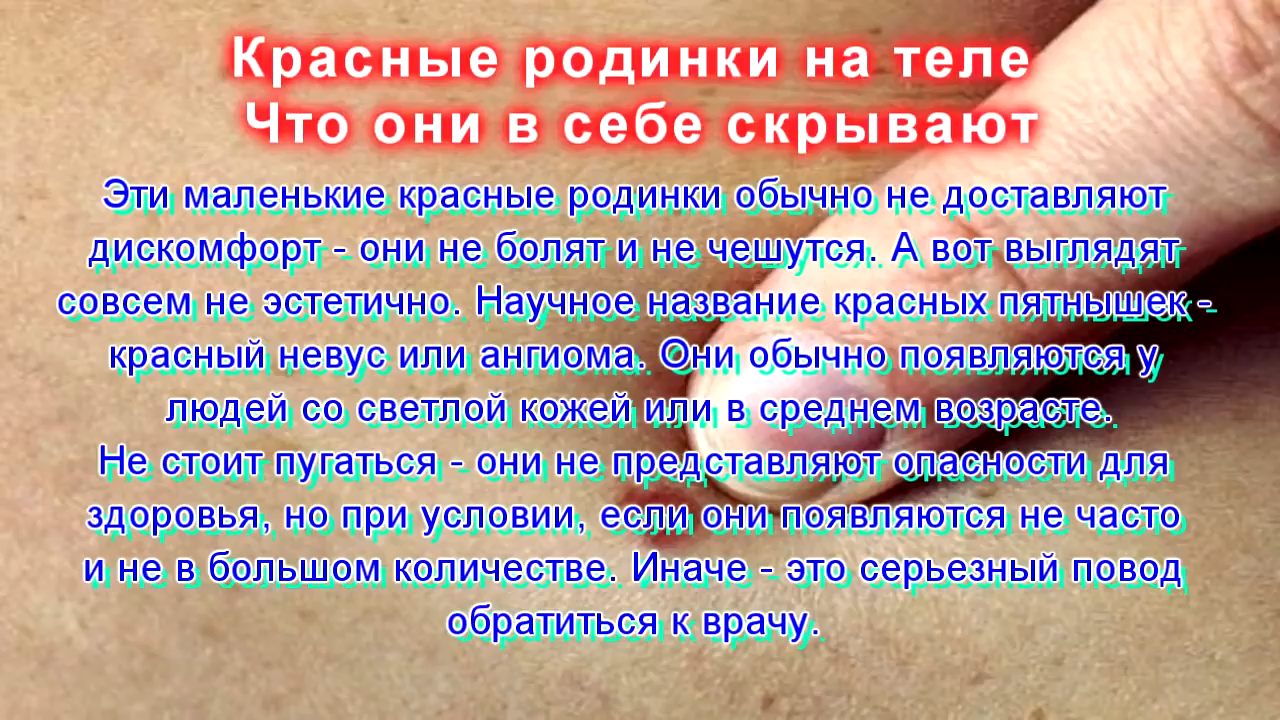 Красные родинки на теле
Что они в себе скрывают
Эти маленькие красные родинки обычно не доставляют
дискомфорт - они не болят и не чешутся. А вот выглядят
совсем не эстетично. Научное название красных пятнышек -
красный невус или ангиома. Они обычно появляются у
людей со светлой кожей или в среднем возрасте.
Не стоит пугаться - они не представляют опасности для
здоровья, но при условии, если они появляются не часто
и не в большом количестве. Иначе - это серьезный повод
обратиться к врачу.